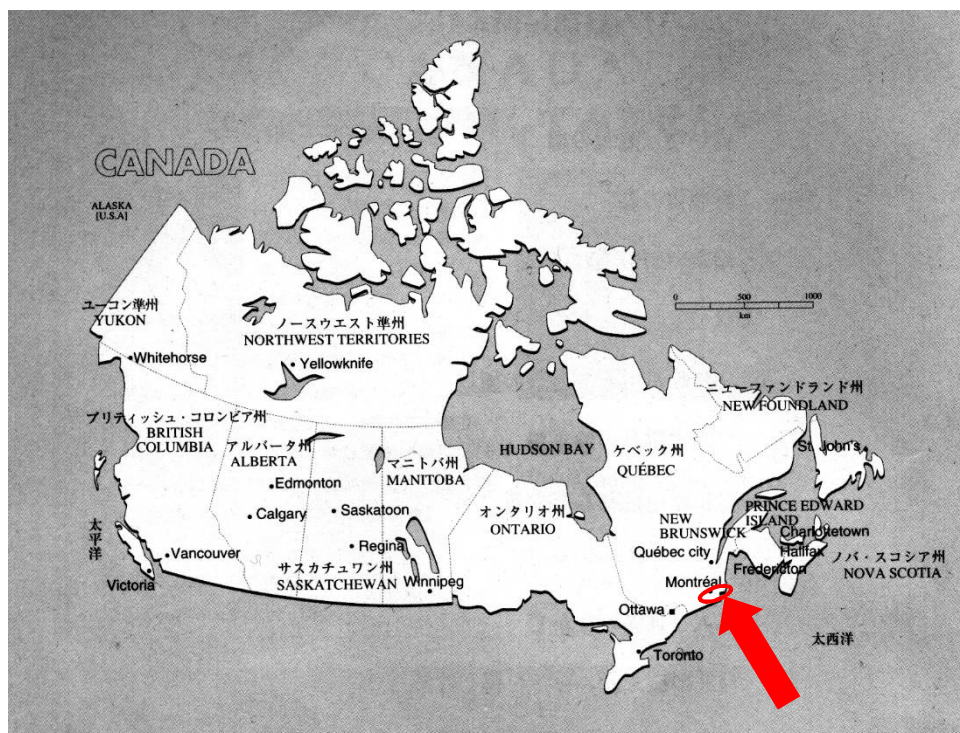 CANADA
ALASKA
[U.S.A]
ユーコン準州
YUKON
ノースウエスト準州
NORTHWEST TERRITORIES
0 500 1000
km
Whitehorse
Yellowknife
ブリティッシュ・コロンビア州
BRITISH
COLUMBIA
アルバータ州
ALBERTA
マニトバ州
MANITOBA
HUDSON BAY
ケベック州
QUÉBEC
ニューファンドランド州
NEW FOUNDLAND
St. John's
Edmonton
Calgary
Saskatoon
オンタリオ州
ONTARIO
PRINCE EDWARD
ISLAND
NEW
BRUNSWICK
Charlottetown
太平洋
Vancouver
Victoria
Regina
サスカチュワン州
SASKATCHEWAN
Winnipeg
Québec city
Halifax
Fredericton
ノバ・スコシア州
NOVA SCOTIA
Montréal
Ottawa
Toronto
太西洋